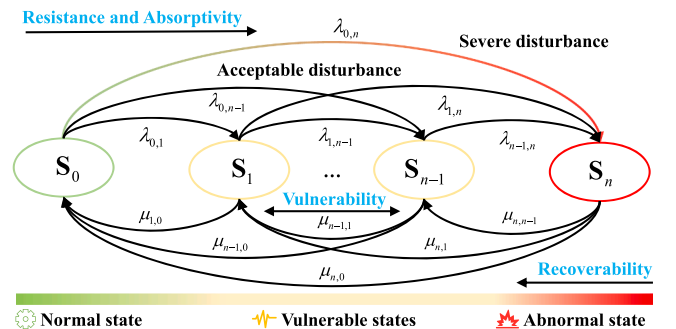 Resistance and Absorptivity
λ0,n
Severe disturbance
Acceptable disturbance
λ0,n−1
λ1,n
λ0,1
λ1,n−1
λn−1,n
S0
S1
...
Sn−1
Sn
Vulnerability
μ1,0
μn−1,1
μn,n−1
μn−1,0
μn,1
μn,0
Recoverability
Normal state
Vulnerable states
Abnormal state